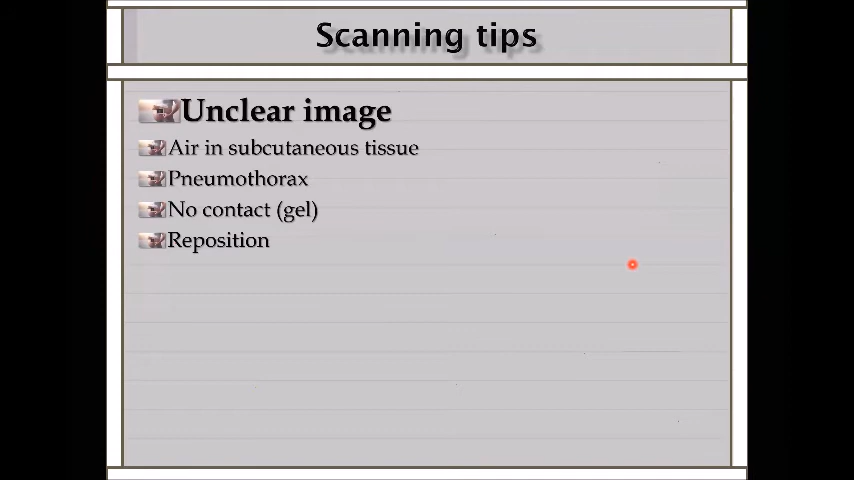 Scanning tips
Unclear image
Air in subcutaneous tissue
Pneumothorax
No contact (gel)
Reposition